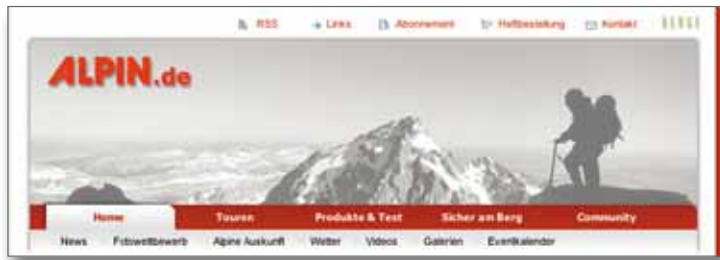 RSS Links Abonnement Heftbestellung Kontakt
ALPIN.de
Home Touren Produkte & Test Sicher am Berg Community
News Fotowettbewerb Alpine Auskunft Wetter Videos Galerien Eventkalender